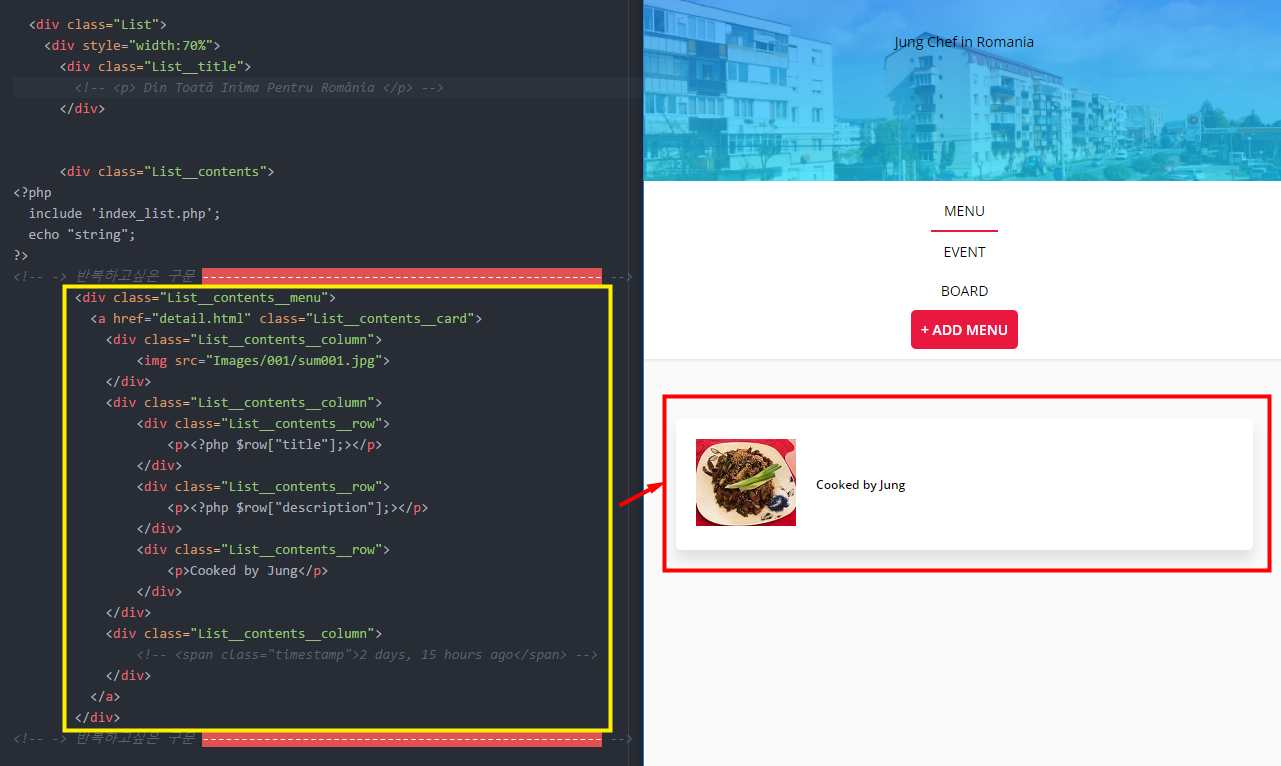 <div class="List">
<div style="width:70%">
<div class="List__title">
<!-- <p> Din Toată Inima Pentru România </p> -->
</div>
<div class="List__contents">
<?php
include 'index_list.php';
echo "string";
?>
<!-- -> 반복하고싶은 구문 ----------------------------------------------------- -->
<div class="List__contents__menu">
<a href="detail.html" class="List__contents__card">
<div class="List__contents__column">
<img src="Images/001/sum001.jpg">
</div>
<div class="List__contents__column">
<div class="List__contents__row">
<p><?php $row["title"];></p>
</div>
<div class="List__contents__row">
<p><?php $row["description"];></p>
</div>
<div class="List__contents__row">
<p>Cooked by Jung</p>
</div>
</div>
<div class="List__contents__column">
<!-- <span class="timestamp">2 days, 15 hours ago</span> -->
</div>
</a>
</div>
<!-- -> 반복하고싶은 구문 ----------------------------------------------------- -->
Jung Chef in Romania
MENU
EVENT
BOARD
+ ADD MENU
Cooked by Jung